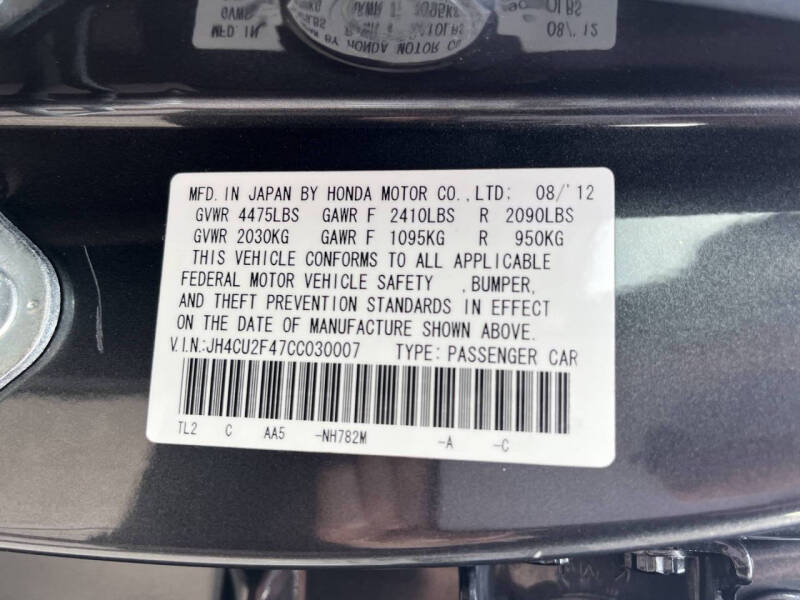 MFD. IN JAPAN BY HONDA MOTOR CO., LTD; 08/'12
GVWR 4475LBS GAWR F 2410LBS R 2090LBS
GVWR 2030KG GAWR F 1095KG R 950KG
THIS VEHICLE CONFORMS TO ALL APPLICABLE
FEDERAL MOTOR VEHICLE SAFETY , BUMPER,
AND THEFT PREVENTION STANDARDS IN EFFECT
ON THE DATE OF MANUFACTURE SHOWN ABOVE.
V.I.N.:JH4CU2F47CC030007 TYPE: PASSENGER CAR
TL2 C AA5 -NH782M -A -C